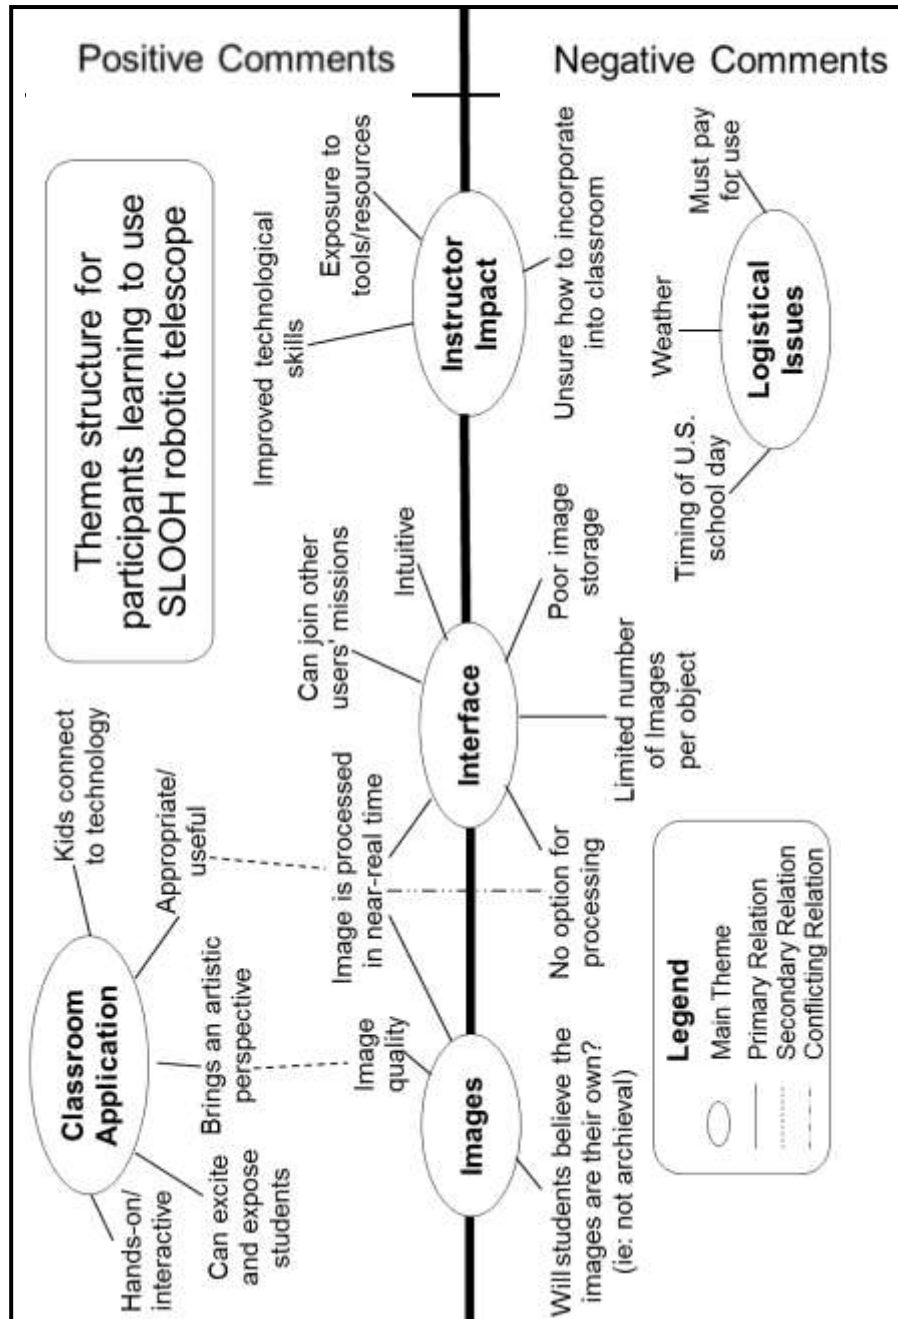 Positive Comments
Negative Comments
Theme structure for
participants learning to use
SLOOH robotic telescope
Classroom
Application
Kids connect
to technology
Appropriate/
useful
Brings an artistic
perspective
Can excite
and expose
students
Hands-on/
interactive
Instructor
Impact
Improved technological
skills
Exposure to
tools/resources
Unsure how to incorporate
into classroom
Interface
Can join other
users' missions
Intuitive
Image is processed
in near-real time
Poor image
storage
Limited number
of Images
per object
No option for
processing
Images
Image
quality
Will students believe the
images are their own?
(ie: not archieval)
Logistical
Issues
Must pay
for use
Weather
Timing of U.S.
school day
Legend
Main Theme
Primary Relation
Secondary Relation
Conflicting Relation